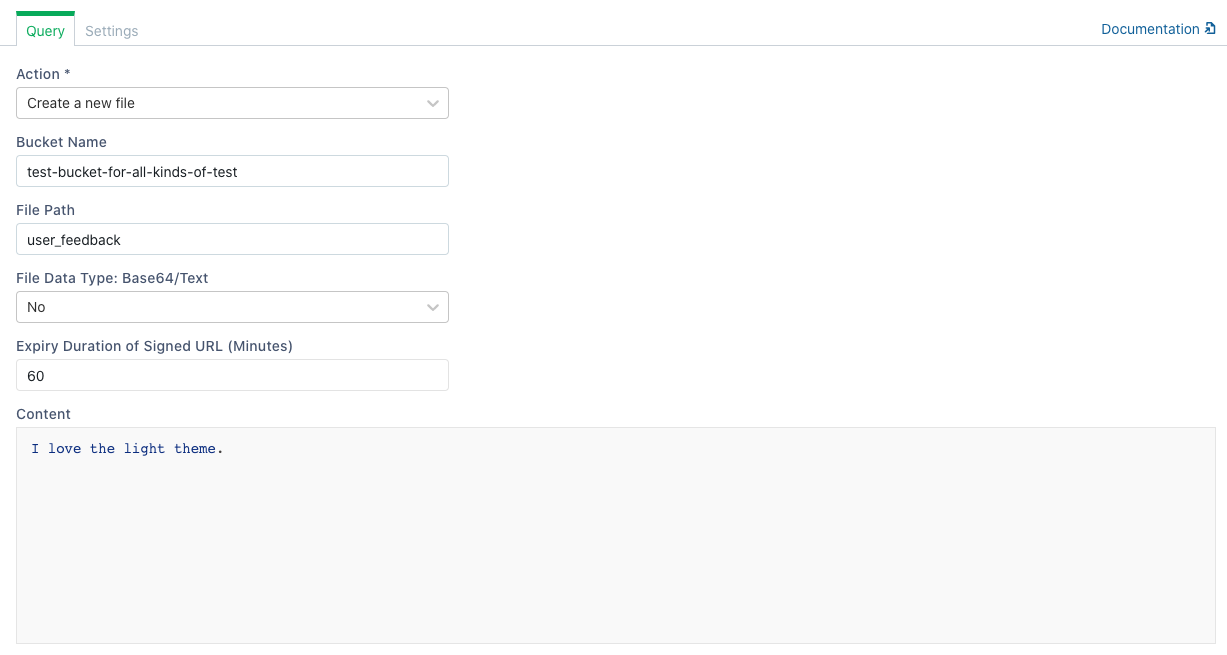 Query Settings Documentation
Action *
Create a new file
Bucket Name
test-bucket-for-all-kinds-of-test
File Path
user_feedback
File Data Type: Base64/Text
No
Expiry Duration of Signed URL (Minutes)
60
Content
I love the light theme.